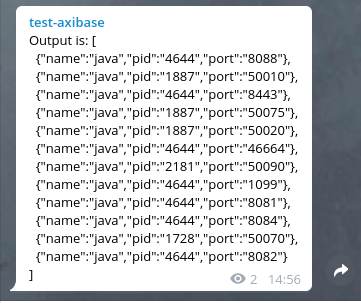 test-axibase
Output is: [
{"name":"java","pid":"4644","port":"8088"},
{"name":"java","pid":"1887","port":"50010"},
{"name":"java","pid":"4644","port":"8443"},
{"name":"java","pid":"1887","port":"50075"},
{"name":"java","pid":"1887","port":"50020"},
{"name":"java","pid":"4644","port":"46664"},
{"name":"java","pid":"2181","port":"50090"},
{"name":"java","pid":"4644","port":"1099"},
{"name":"java","pid":"4644","port":"8081"},
{"name":"java","pid":"4644","port":"8084"},
{"name":"java","pid":"1728","port":"50070"},
{"name":"java","pid":"4644","port":"8082"}
]
2 14:56